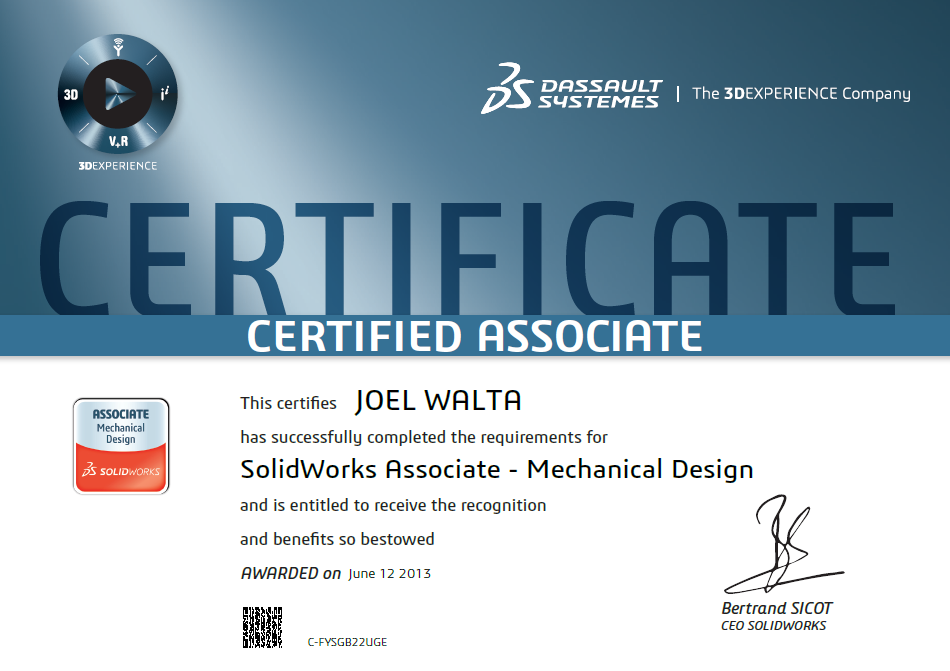 3D
i i
V+R
3DEXPERIENCE
DASSAULT
SYSTEMES
| The 3DEXPERIENCE Company
CERTIFICATE
CERTIFIED ASSOCIATE
ASSOCIATE
Mechanical
Design
SOLIDWORKS
This certifies JOEL WALTA
has successfully completed the requirements for
SolidWorks Associate - Mechanical Design
and is entitled to receive the recognition
and benefits so bestowed
AWARDED on June 12 2013
C-FYSGB22UGE
Bertrand SICOT
CEO SOLIDWORKS